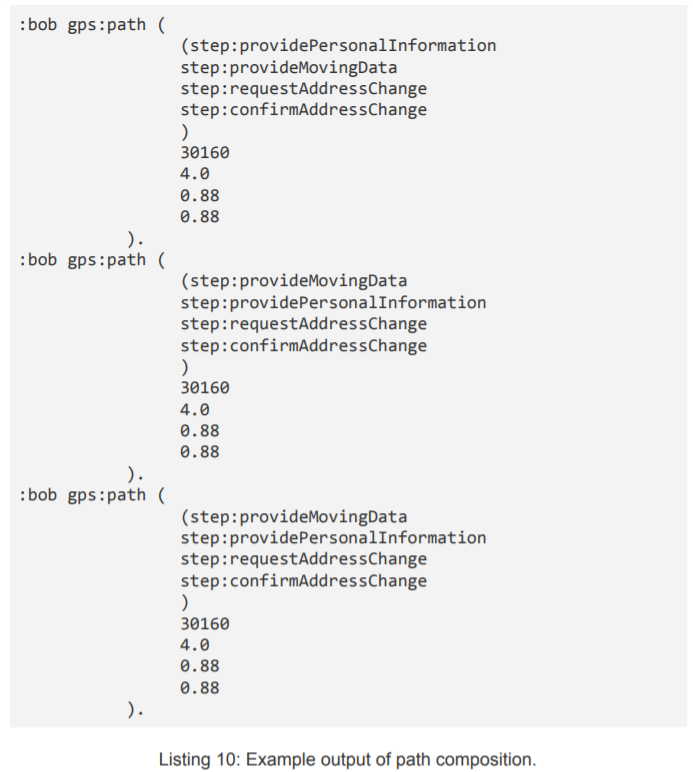 :bob gps:path (
(step:providePersonalInformation
step:provideMovingData
step:requestAddressChange
step:confirmAddressChange
)
30160
4.0
0.88
0.88
).
:bob gps:path (
(step:provideMovingData
step:providePersonalInformation
step:requestAddressChange
step:confirmAddressChange
)
30160
4.0
0.88
0.88
).
:bob gps:path (
(step:provideMovingData
step:providePersonalInformation
step:requestAddressChange
step:confirmAddressChange
)
30160
4.0
0.88
0.88
).
Listing 10: Example output of path composition.